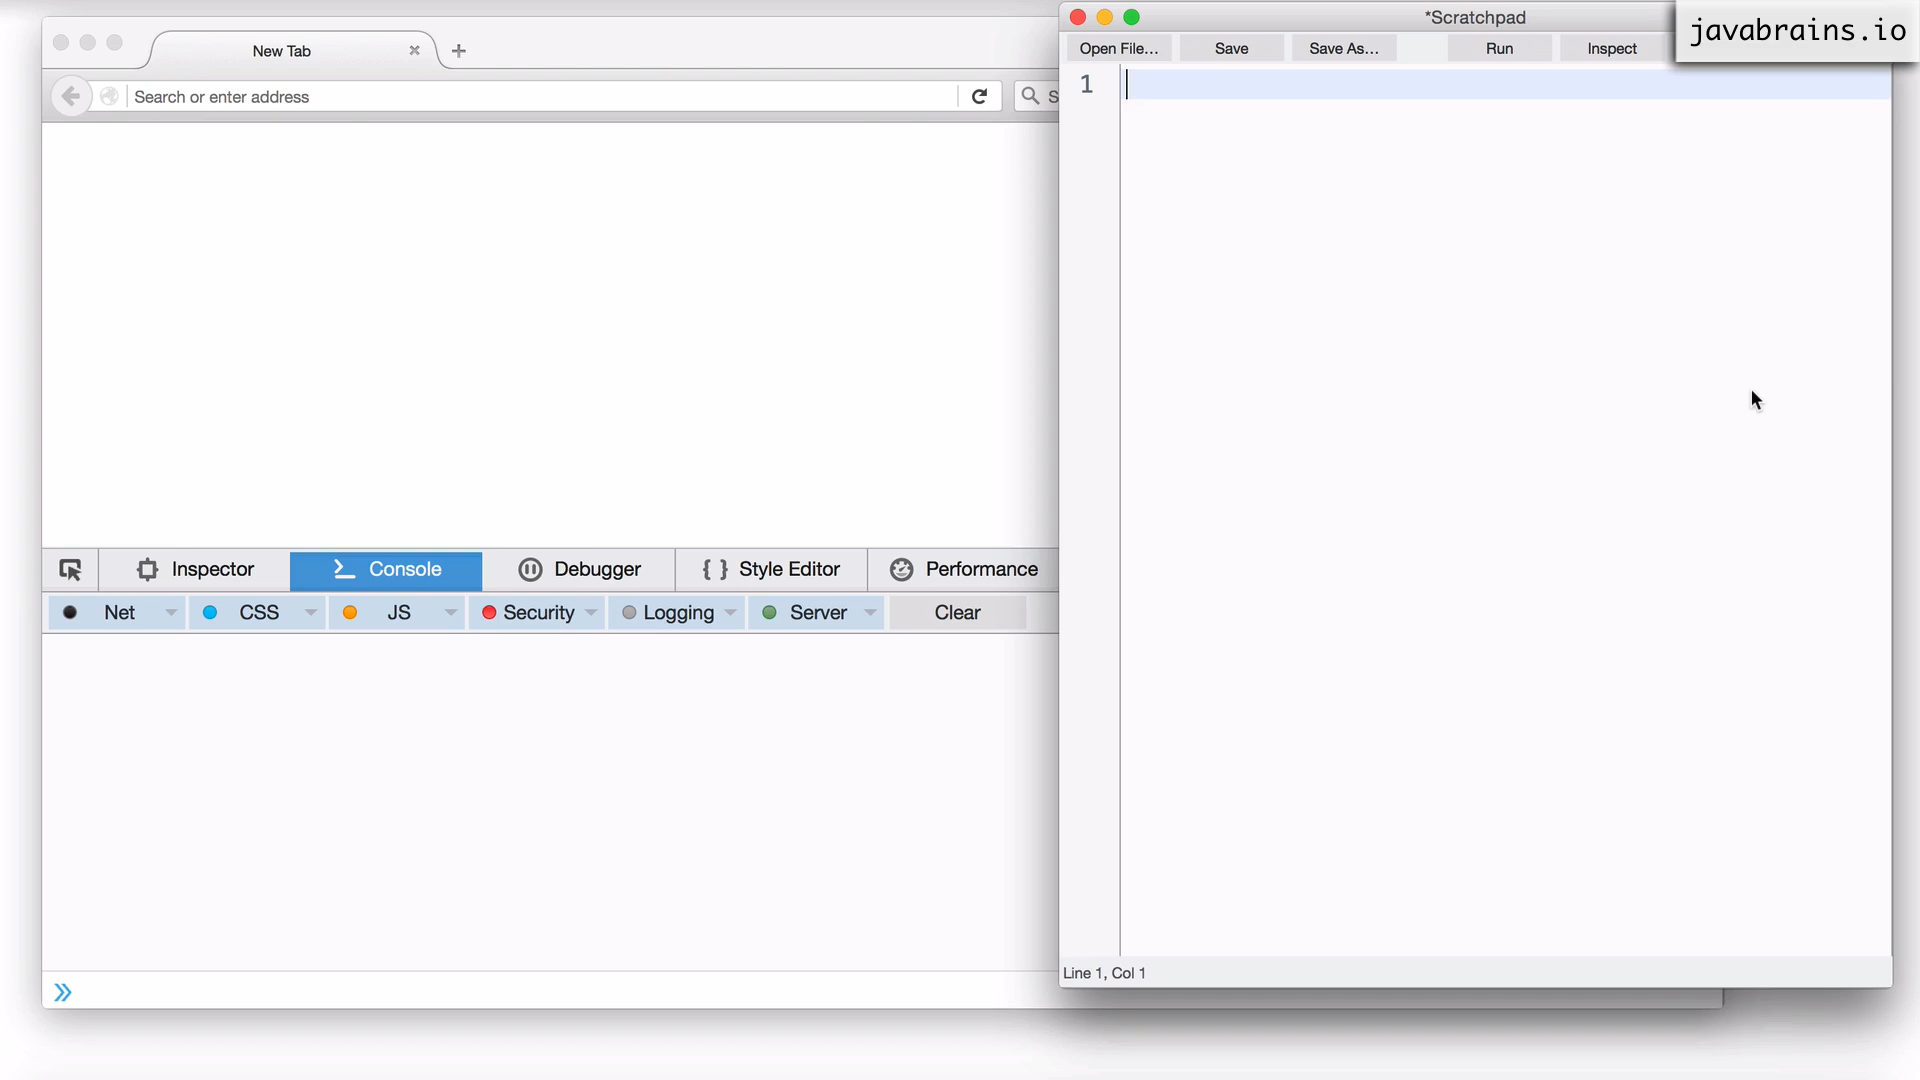 New Tab
Search or enter address
S
Inspector
Console
Debugger
Style Editor
Performance
Net
CSS
JS
Security
Logging
Server
Clear
*Scratchpad
javabrains.io
Open File...
Save
Save As...
Run
Inspect
1
Line 1, Col 1